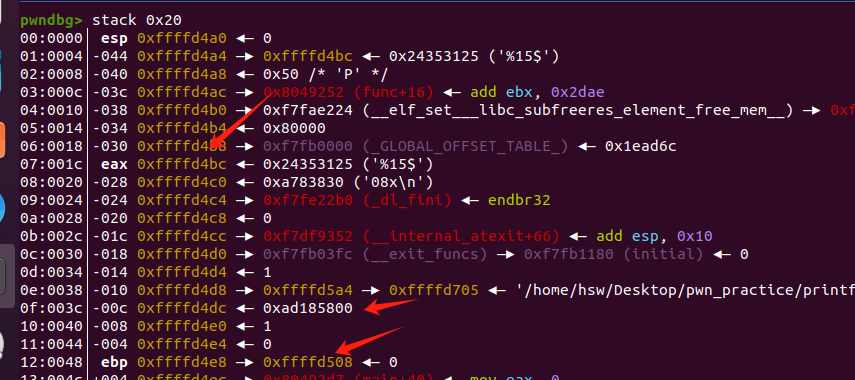 pwndbg> stack 0x20
00:0000│ esp 0xffffd4a0 ◂— 0
01:0004│-044 0xffffd4a4 —▸ 0xffffd4bc ◂— 0x24353125 ('%15$')
02:0008│-040 0xffffd4a8 ◂— 0x50 /* 'P' */
03:000c│-03c 0xffffd4ac —▸ 0x8049252 (func+16) ◂— add ebx, 0x2dae
04:0010│-038 0xffffd4b0 —▸ 0xf7fae224 (__elf_set___libc_subfreeres_element_free_mem__) —▸ 0xf
05:0014│-034 0xffffd4b4 ◂— 0x80000
06:0018│-030 0xffffd4b8 —▸ 0xf7fb0000 (_GLOBAL_OFFSET_TABLE_) ◂— 0x1ead6c
07:001c│ eax 0xffffd4bc ◂— 0x24353125 ('%15$')
08:0020│-028 0xffffd4c0 ◂— 0xa783830 ('08x\n')
09:0024│-024 0xffffd4c4 —▸ 0xf7fe22b0 (_dl_fini) ◂— endbr32
0a:0028│-020 0xffffd4c8 ◂— 0
0b:002c│-01c 0xffffd4cc —▸ 0xf7df9352 (__internal_atexit+66) ◂— add esp, 0x10
0c:0030│-018 0xffffd4d0 —▸ 0xf7fb03fc (__exit_funcs) —▸ 0xf7fb1180 (initial) ◂— 0
0d:0034│-014 0xffffd4d4 ◂— 1
0e:0038│-010 0xffffd4d8 —▸ 0xffffd5a4 —▸ 0xffffd705 ◂— '/home/hsw/Desktop/pwn_practice/printf
0f:003c│-00c 0xffffd4dc ◂— 0xad185800
10:0040│-008 0xffffd4e0 ◂— 1
11:0044│-004 0xffffd4e4 ◂— 0
12:0048│ ebp 0xffffd4e8 —▸ 0xffffd508 ◂— 0